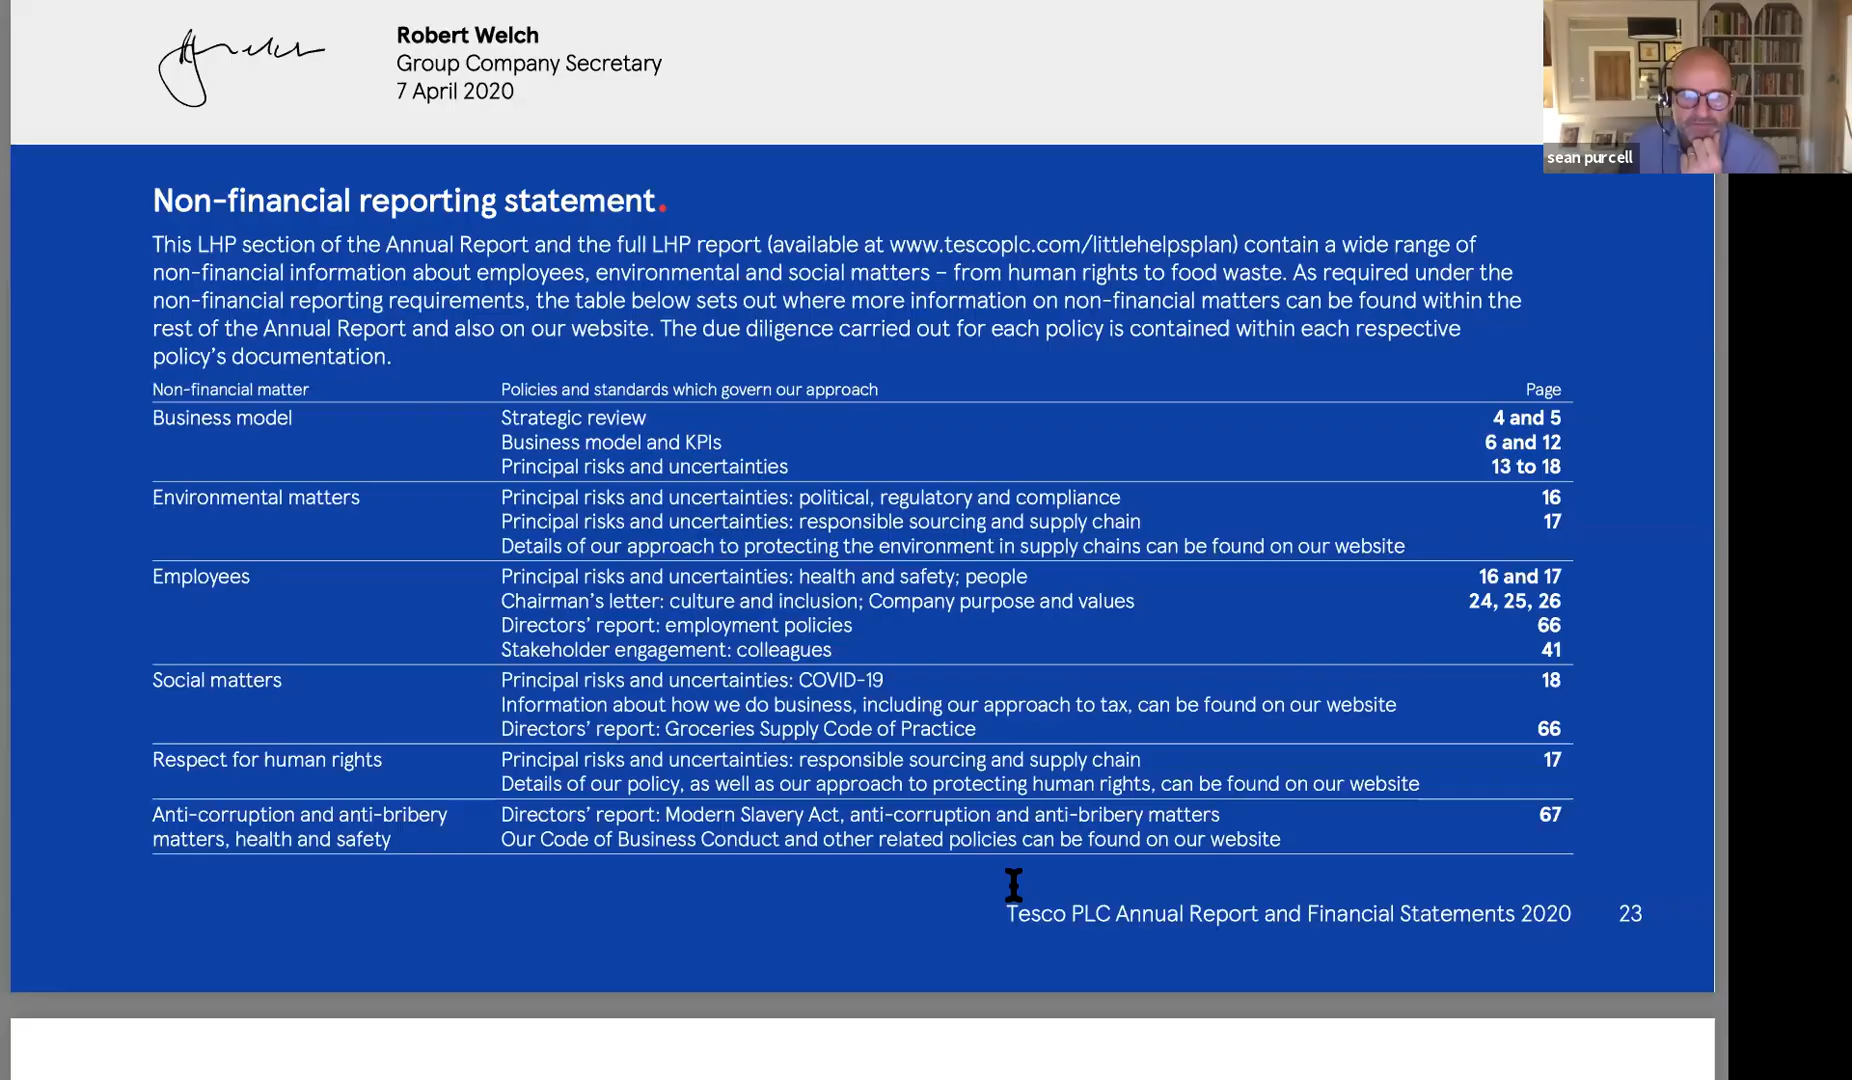 Robert Welch
Group Company Secretary
7 April 2020
sean purcell
Non-financial reporting statement.
This LHP section of the Annual Report and the full LHP report (available at www.tescoplc.com/littlehelpsplan) contain a wide range of
non-financial information about employees, environmental and social matters – from human rights to food waste. As required under the
non-financial reporting requirements, the table below sets out where more information on non-financial matters can be found within the
rest of the Annual Report and also on our website. The due diligence carried out for each policy is contained within each respective
policy's documentation.
Non-financial matter Policies and standards which govern our approach Page
Business model Strategic review 4 and 5
Business model and KPIs 6 and 12
Principal risks and uncertainties 13 to 18
Environmental matters Principal risks and uncertainties: political, regulatory and compliance 16
Principal risks and uncertainties: responsible sourcing and supply chain 17
Details of our approach to protecting the environment in supply chains can be found on our website
Employees Principal risks and uncertainties: health and safety; people 16 and 17
Chairman's letter: culture and inclusion; Company purpose and values 24, 25, 26
Directors' report: employment policies 66
Stakeholder engagement: colleagues 41
Social matters Principal risks and uncertainties: COVID-19 18
Information about how we do business, including our approach to tax, can be found on our website
Directors' report: Groceries Supply Code of Practice 66
Respect for human rights Principal risks and uncertainties: responsible sourcing and supply chain 17
Details of our policy, as well as our approach to protecting human rights, can be found on our website
Anti-corruption and anti-bribery Directors' report: Modern Slavery Act, anti-corruption and anti-bribery matters 67
matters, health and safety Our Code of Business Conduct and other related policies can be found on our website
Tesco PLC Annual Report and Financial Statements 2020 23